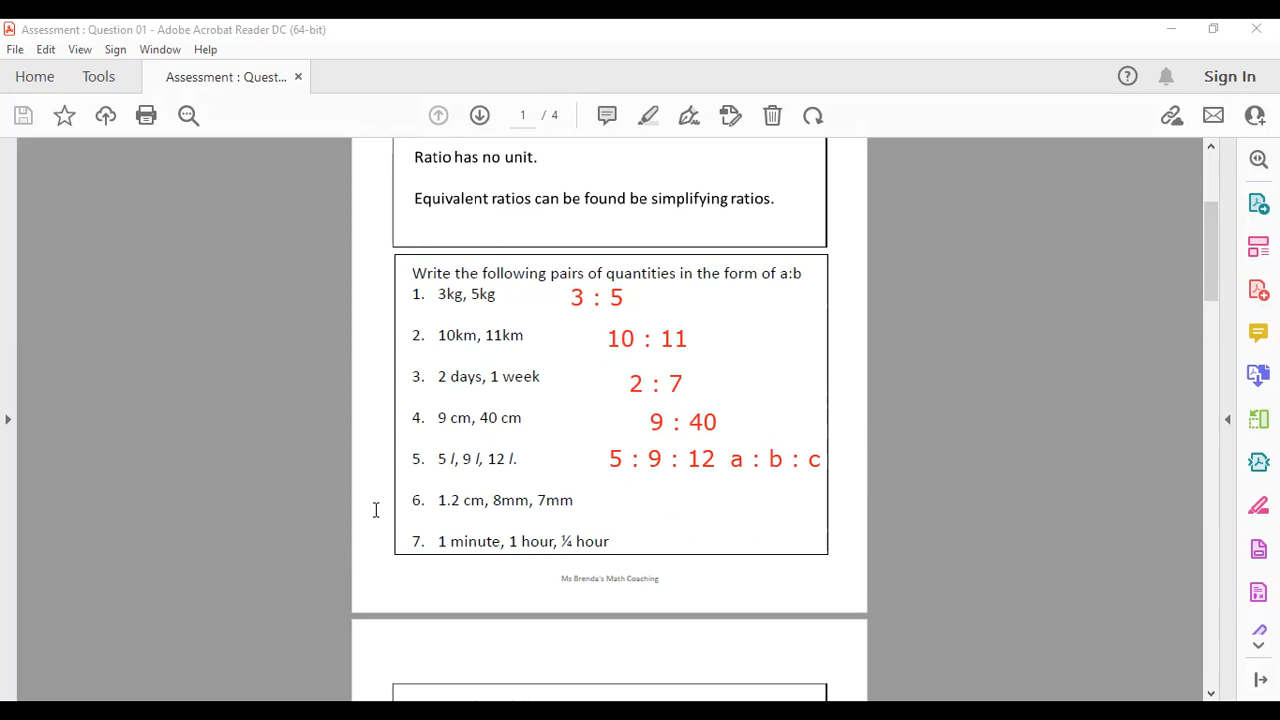 Assessment : Question 01 - Adobe Acrobat Reader DC (64-bit)
File Edit View Sign Window Help
Home Tools Assessment : Quest... × Sign In
1 / 4
Ratio has no unit.
Equivalent ratios can be found be simplifying ratios.
Write the following pairs of quantities in the form of a:b
1. 3kg, 5kg 3 : 5
2. 10km, 11km 10 : 11
3. 2 days, 1 week 2 : 7
4. 9 cm, 40 cm 9 : 40
5. 5 l, 9 l, 12 l. 5 : 9 : 12 a : b : c
6. 1.2 cm, 8mm, 7mm
7. 1 minute, 1 hour, ¼ hour
Ms Brenda's Math Coaching